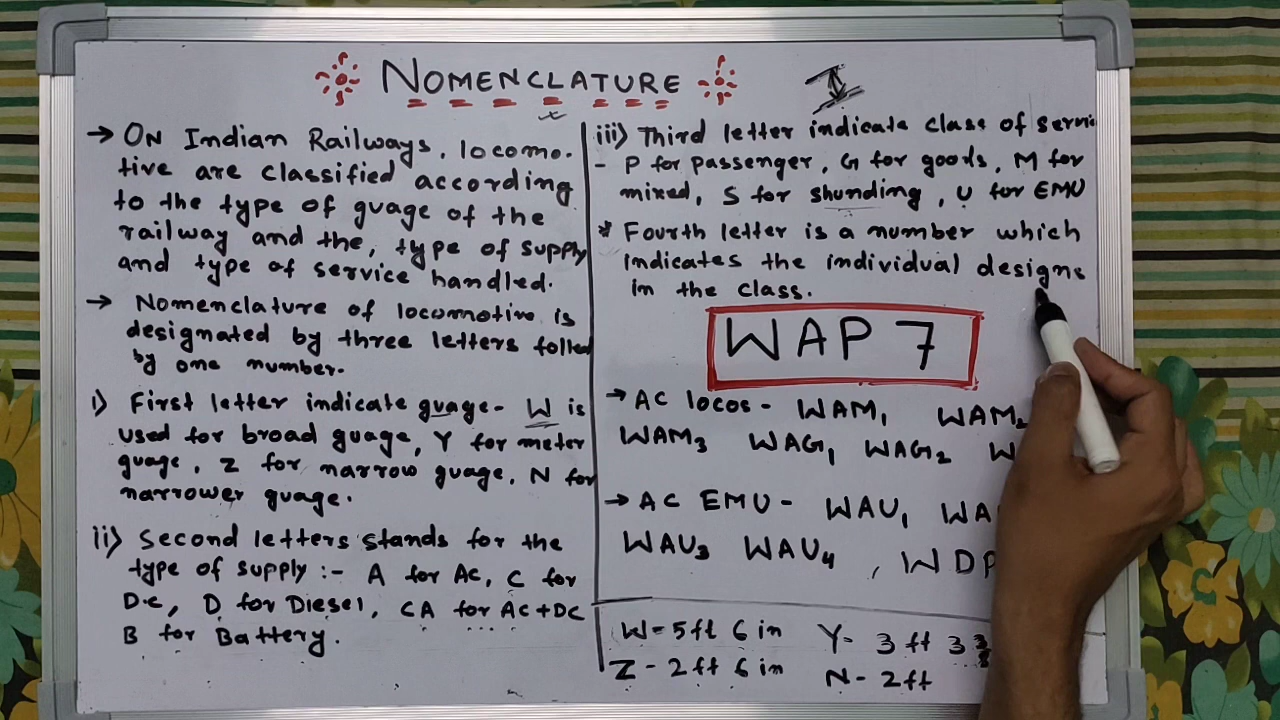 NOMENCLATURE
→ ON Indian Railways, locomo-
tive are classified according
to the type of guage of the
railway and the, type of supply
and type of service handled.
→ Nomenclature of locomotive is
designated by three letters folled
by one number.
i) First letter indicate guage - W is
used for broad guage, Y for meter
guage, Z for narrow guage, N for
narrower guage.
ii) Second letters stands for the
type of supply :- A for AC, C for
D.C, D for Diesel, CA for AC+DC
B for Battery.
iii) Third letter indicate class of servi
- P for passenger, G for goods, M for
mixed, S for shunding, U for EMU
* Fourth letter is a number which
indicates the individual designs
in the class.
WAP 7
→ AC locos - WAM1 WAM2
WAM3 WAG1 WAG2
→ AC EMU - WAU1
WAU3 WAU4, WDP
W - 5ft 6 in Y - 3 ft 3
Z - 2 ft 6 in N - 2ft